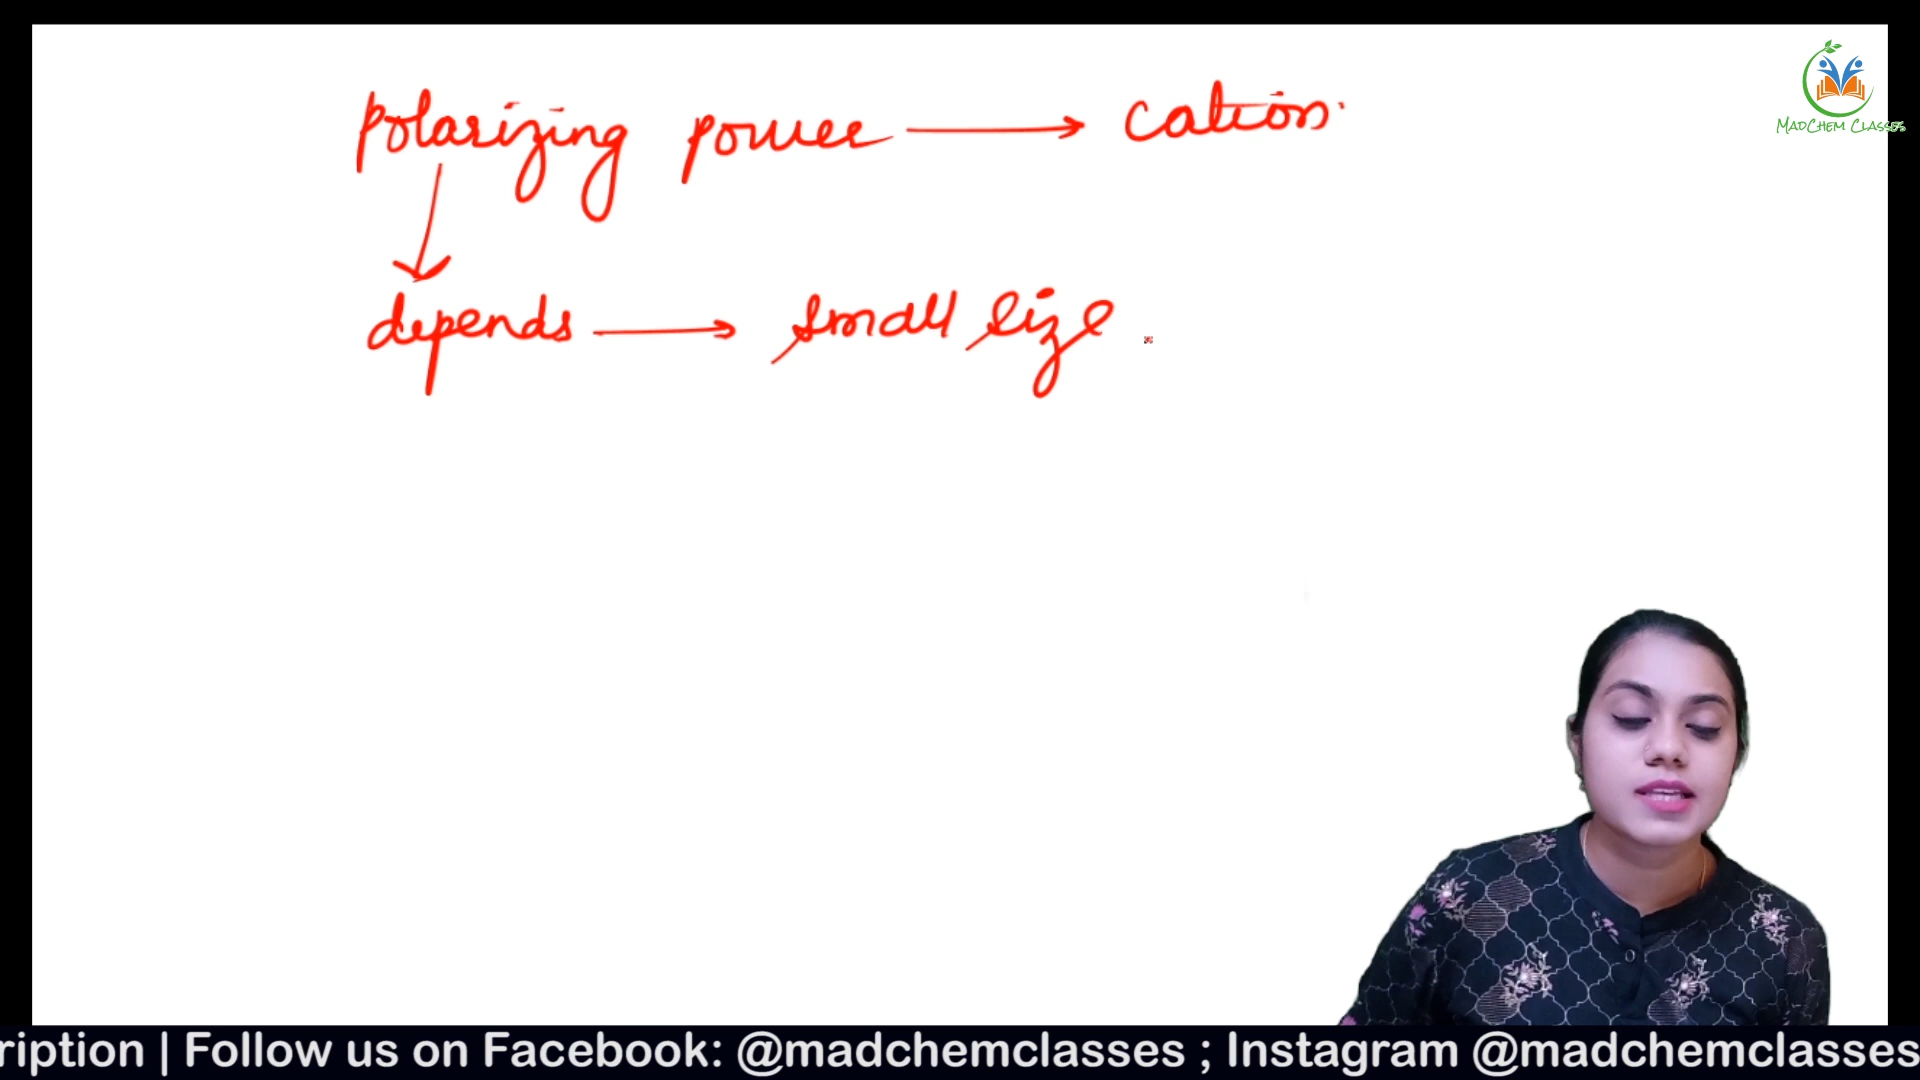 polarizing power → cation.
depends → small size
MADCHEM CLASSES
ription | Follow us on Facebook: @madchemclasses ; Instagram @madchemclasses